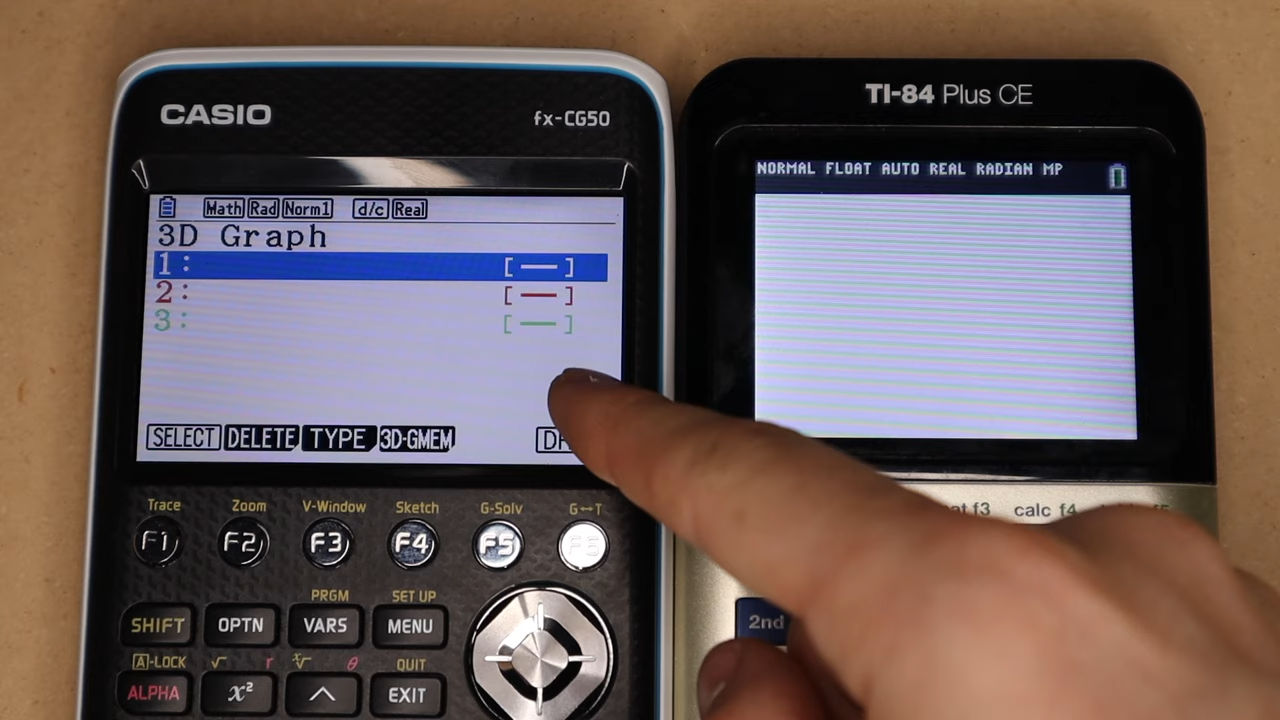 CASIO
fx-CG50
Math Rad Norm1 d/c Real
3D Graph
1:
[ — ]
2:
[ — ]
3:
[ — ]
SELECT DELETE TYPE 3D-GMEM
Trace Zoom V-Window Sketch G-Solv G↔T
F1 F2 F3 F4 F5 F6
PRGM SET UP
SHIFT OPTN VARS MENU
A-LOCK √ r ˣ√ θ QUIT
ALPHA x² ^ EXIT
TI-84 Plus CE
NORMAL FLOAT AUTO REAL RADIAN MP
f3 calc f4
2nd